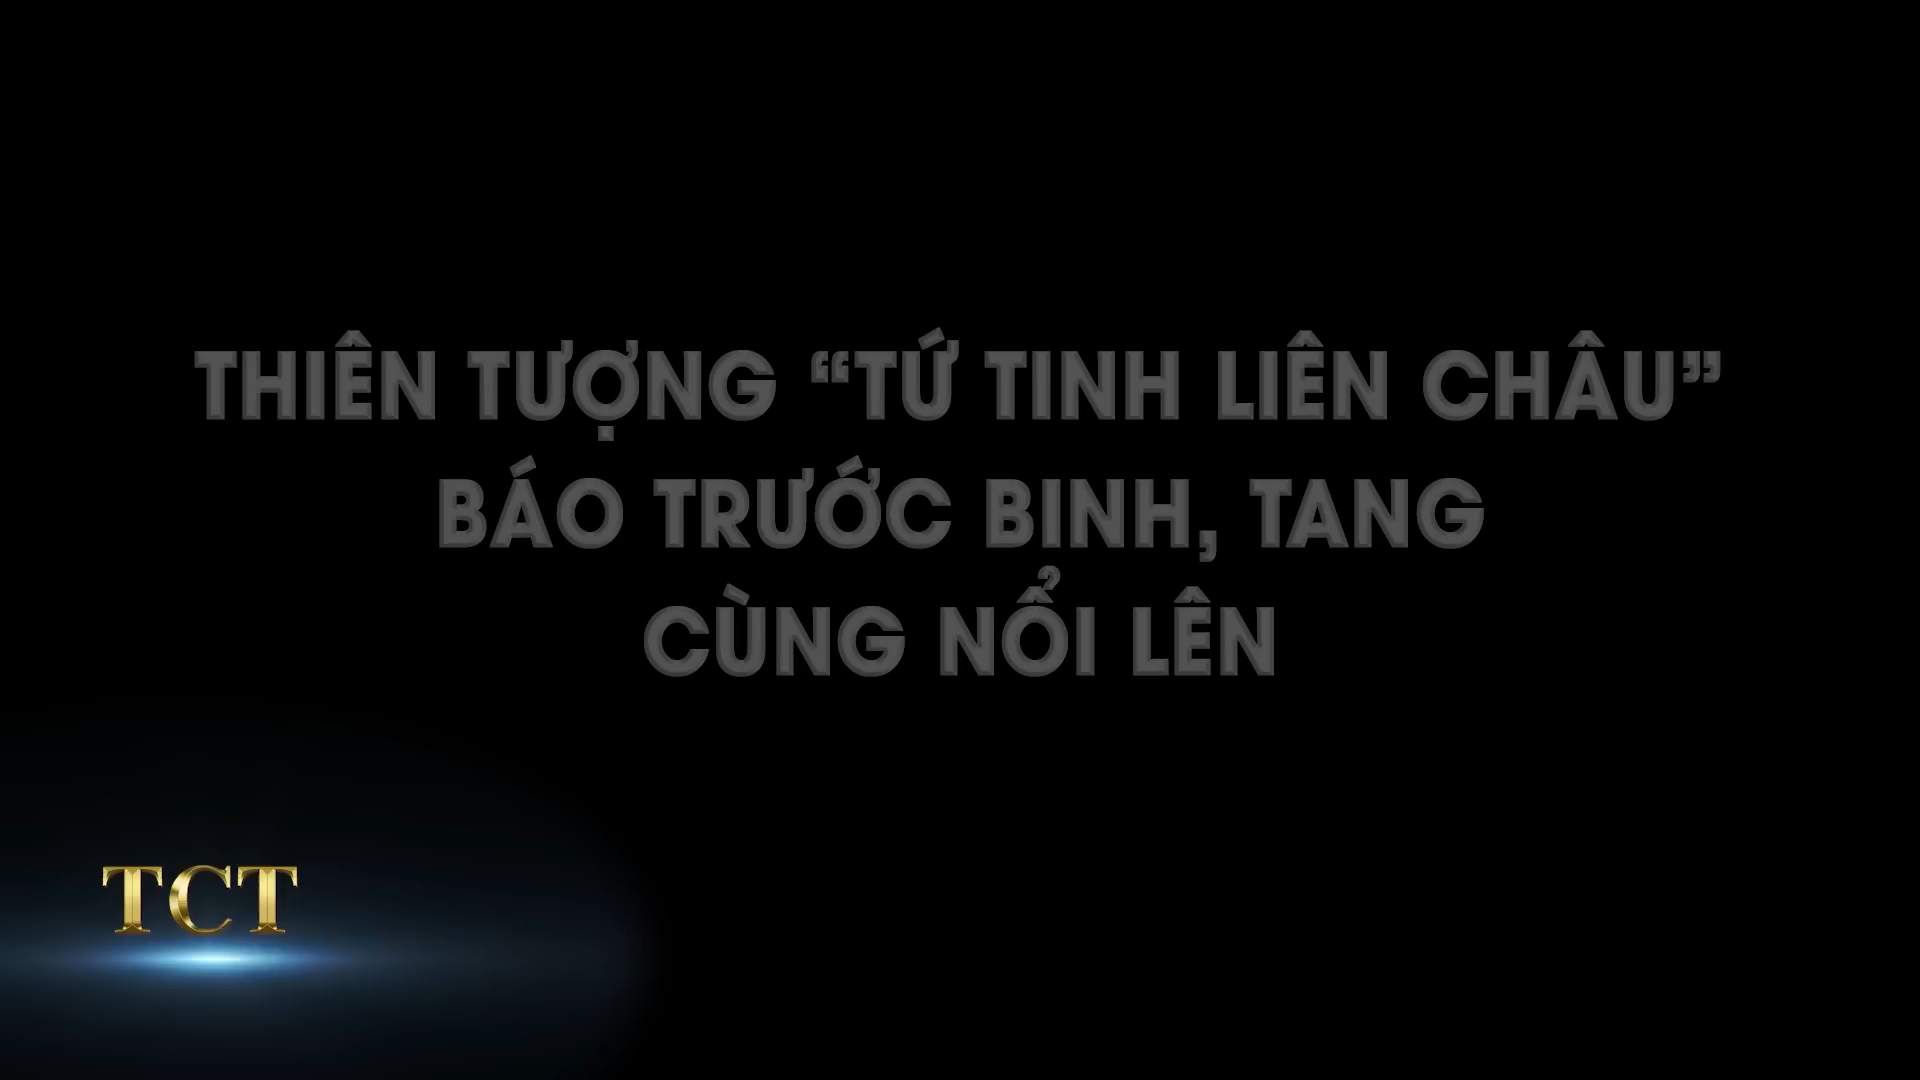 THIÊN TƯỢNG “TỨ TINH LIÊN CHÂU”
BÁO TRƯỚC BINH, TANG
CÙNG NỔI LÊN
TCT